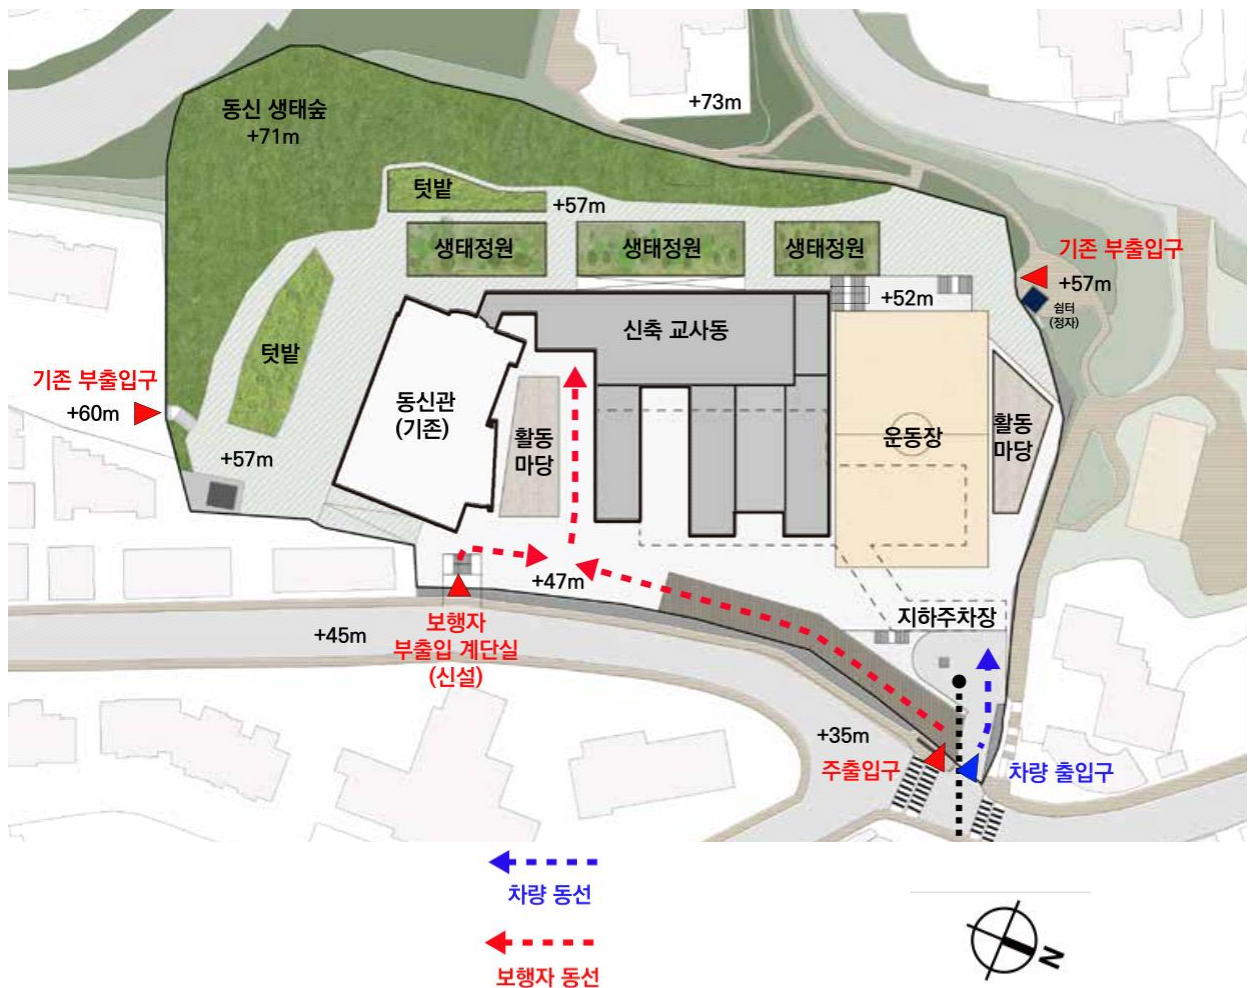 동신 생태숲
+71m
+73m
텃밭
+57m
생태정원
생태정원
생태정원
기존 부출입구
+57m
쉼터
(정자)
+52m
신축 교사동
텃밭
기존 부출입구
+60m
동신관
(기존)
활동
마당
운동장
활동
마당
+57m
+47m
지하주차장
+45m
보행자
부출입 계단실
(신설)
+35m
주출입구
차량 출입구
차량 동선
보행자 동선
N